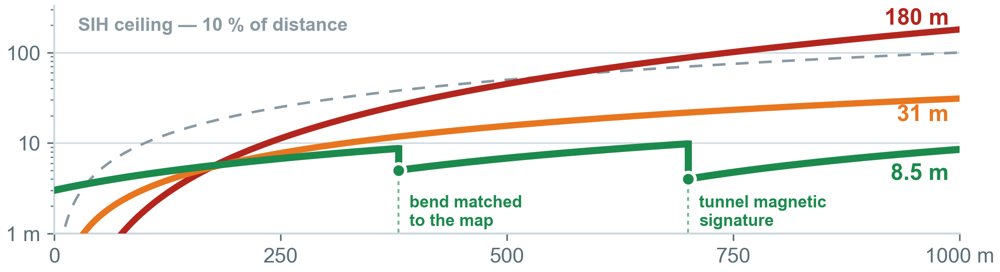 SIH ceiling — 10 % of distance
180 m
100
31 m
10
8.5 m
bend matched
to the map
tunnel magnetic
signature
1 m
0
250
500
750
1000 m